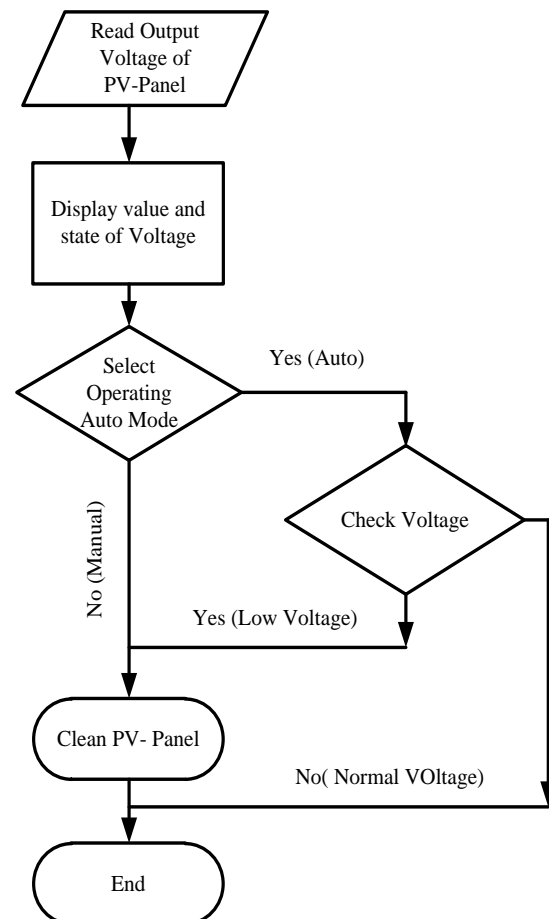 Read Output
Voltage of
PV-Panel
Display value and
state of Voltage
Select
Operating
Auto Mode
Yes (Auto)
Check Voltage
No (Manual)
Yes (Low Voltage)
Clean PV- Panel
No( Normal VOltage)
End